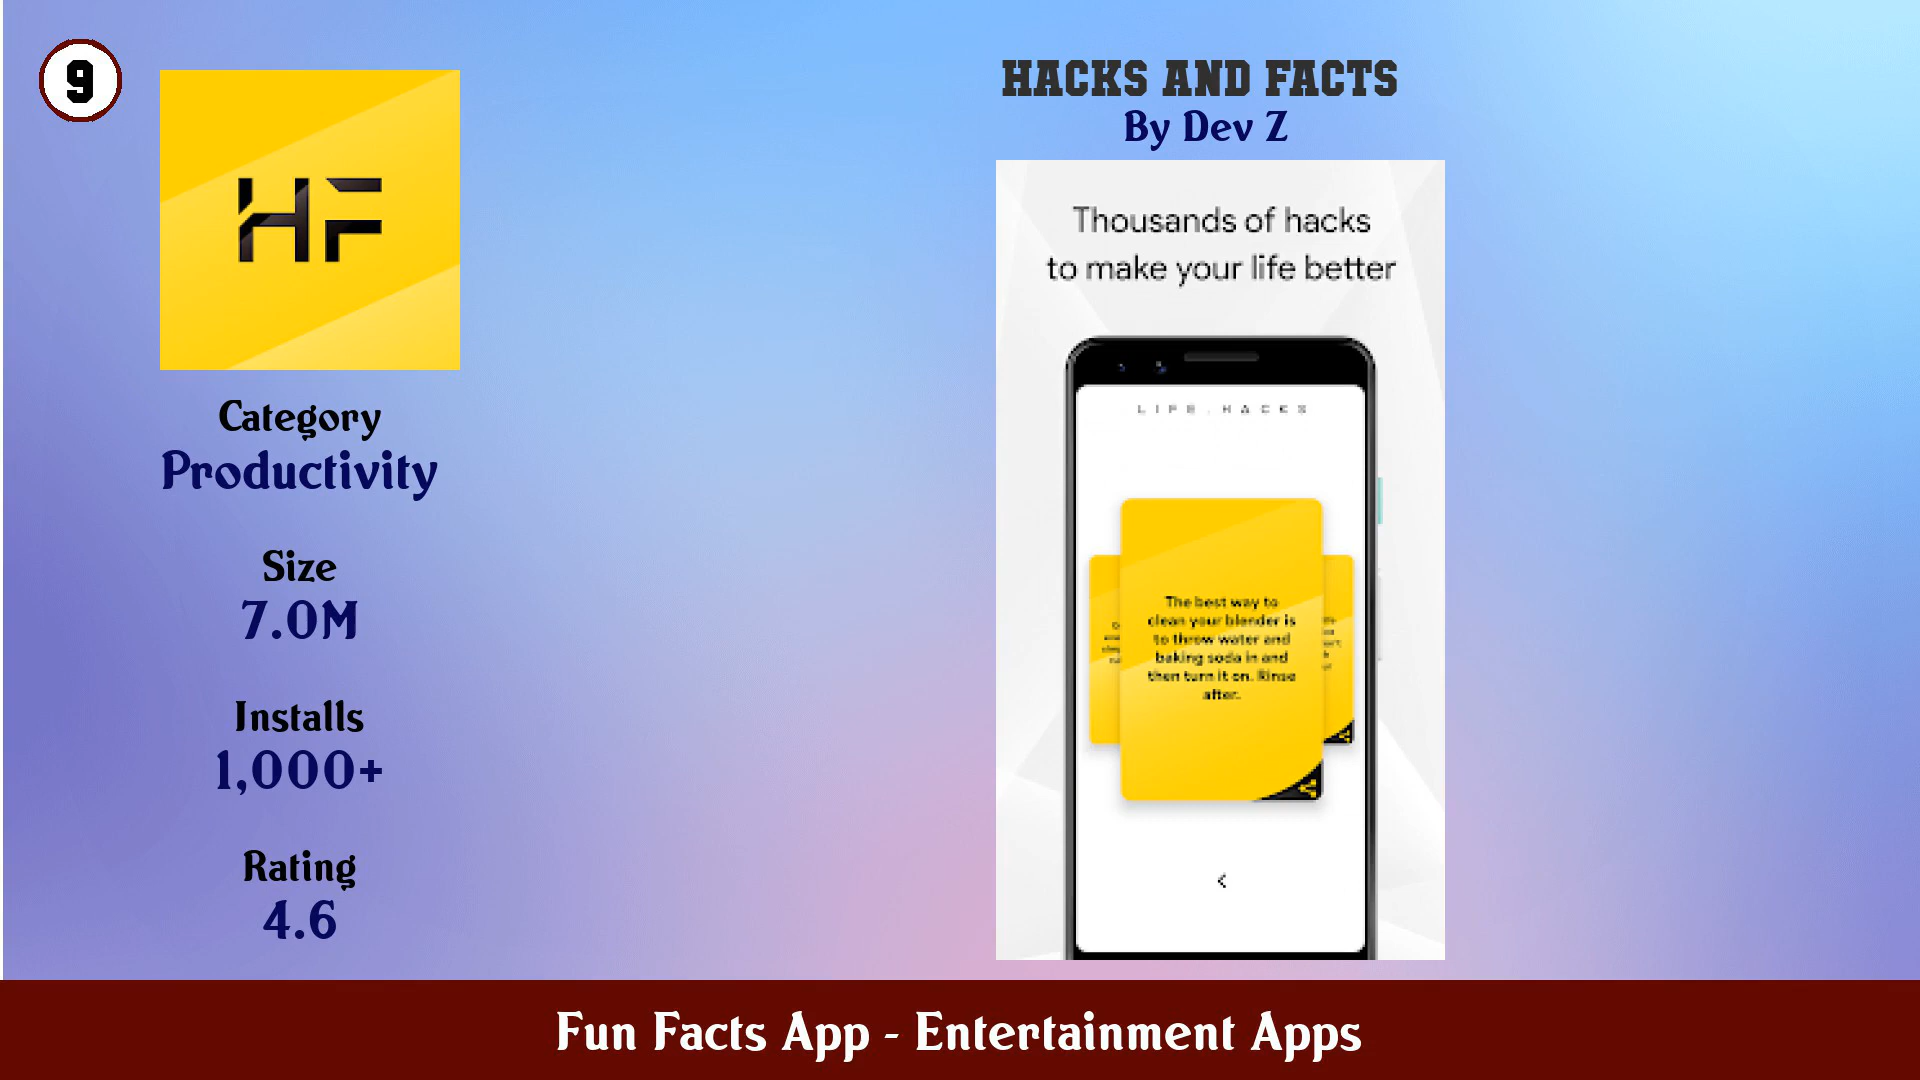 9
HF
Category
Productivity
Size
7.0M
Installs
1,000+
Rating
4.6
HACKS AND FACTS
By Dev Z
Thousands of hacks
to make your life better
LIFE.HACKS
The best way to
clean your blender is
to throw water and
baking soda in and
then turn it on. Rinse
after.
Fun Facts App - Entertainment Apps